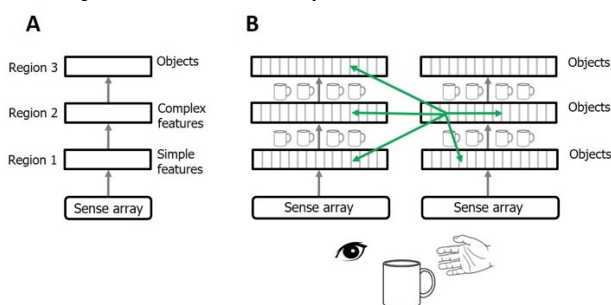 A
B
Region 3
Objects
Objects
Region 2
Complex
features
Objects
Region 1
Simple
features
Objects
Sense array
Sense array
Sense array